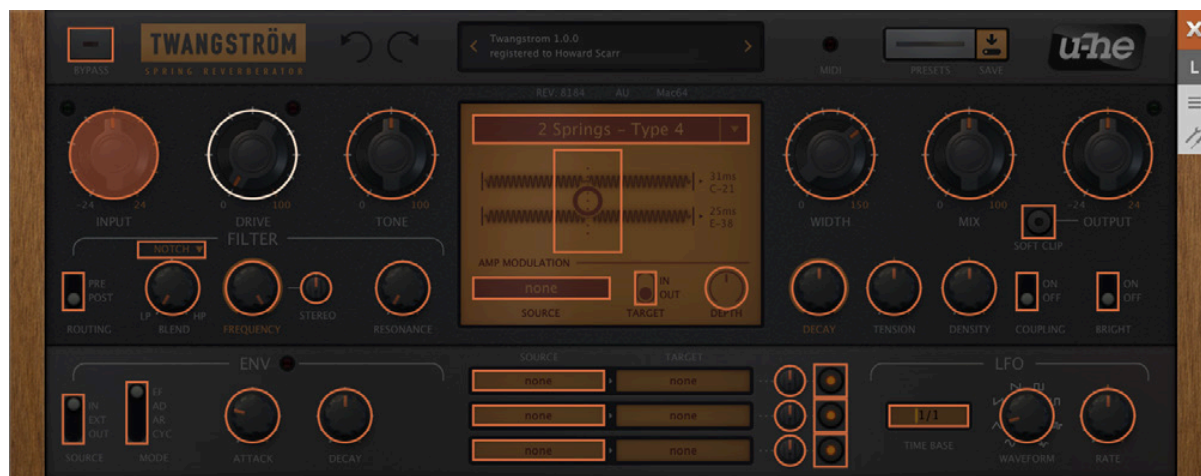 BYPASS
TWANGSTRÖM
SPRING REVERBERATOR
Twangstrom 1.0.0
registered to Howard Scarr
MIDI
PRESETS
SAVE
u-he
X
L
REV 8184 AU Mac64
-24 24
INPUT
0 100
DRIVE
0 100
TONE
2 Springs – Type 4
31ms
C-21
25ms
E-38
AMP MODULATION
none
SOURCE
IN
OUT
TARGET
DEPTH
0 150
WIDTH
0 100
MIX
-24 24
OUTPUT
SOFT CLIP
FILTER
NOTCH
PRE
POST
ROUTING
LP HP
BLEND
FREQUENCY
STEREO
RESONANCE
DECAY
TENSION
DENSITY
ON
OFF
COUPLING
ON
OFF
BRIGHT
ENV
IN
EXT
OUT
SOURCE
EF
AD
AR
CYC
MODE
ATTACK
DECAY
SOURCE TARGET
none none
none none
none none
LFO
1/1
TIME BASE
WAVEFORM
RATE